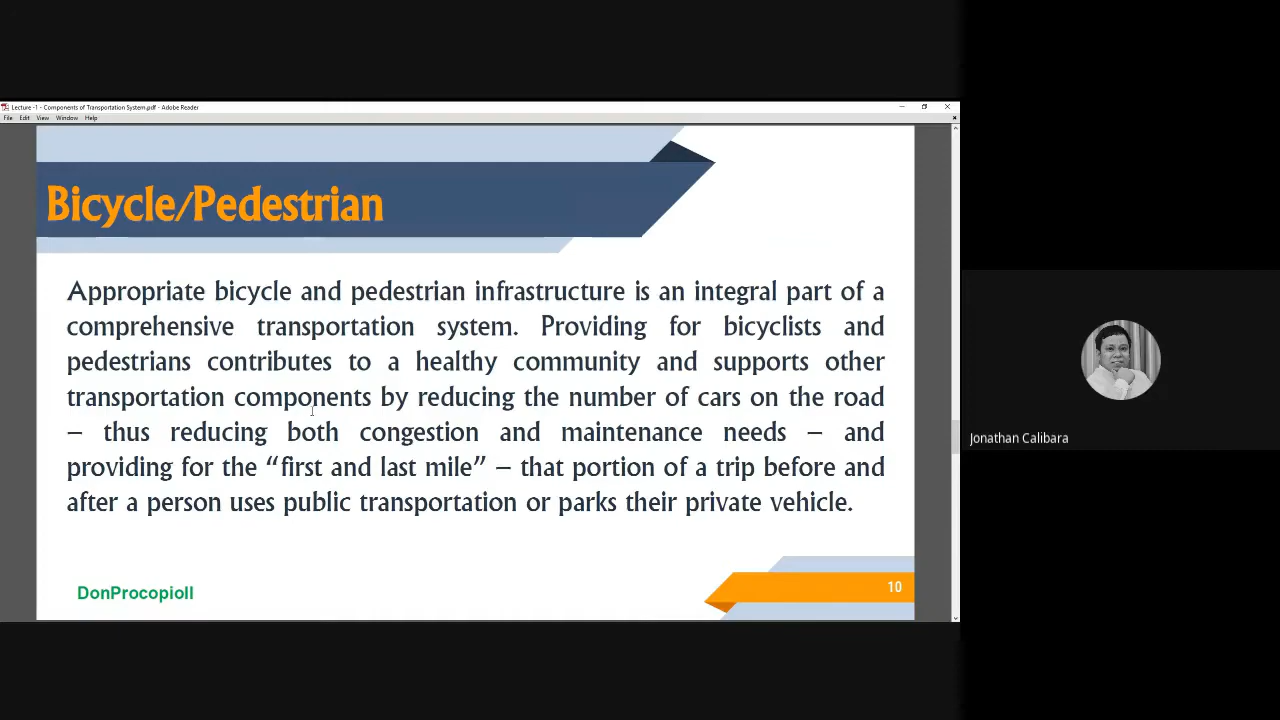 Lecture -1 - Components of Transportation System.pdf - Adobe Reader
File Edit View Window Help
Bicycle/Pedestrian
Appropriate bicycle and pedestrian infrastructure is an integral part of a
comprehensive transportation system. Providing for bicyclists and
pedestrians contributes to a healthy community and supports other
transportation components by reducing the number of cars on the road
– thus reducing both congestion and maintenance needs – and
providing for the “first and last mile” – that portion of a trip before and
after a person uses public transportation or parks their private vehicle.
DonProcopioII
10
Jonathan Calibara